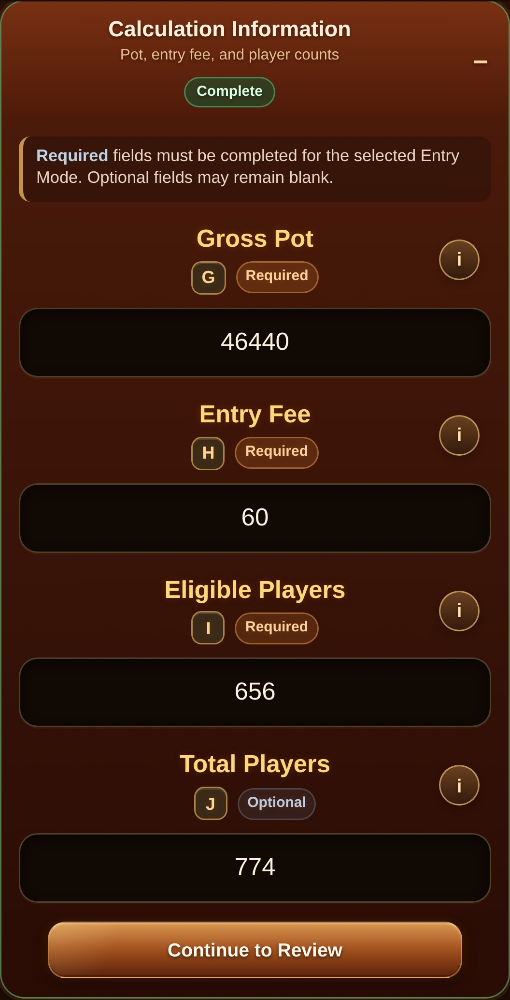 Calculation Information
Pot, entry fee, and player counts
–
Complete
Required fields must be completed for the selected Entry
Mode. Optional fields may remain blank.
Gross Pot
G Required
i
46440
Entry Fee
H Required
i
60
Eligible Players
I Required
i
656
Total Players
J Optional
i
774
Continue to Review